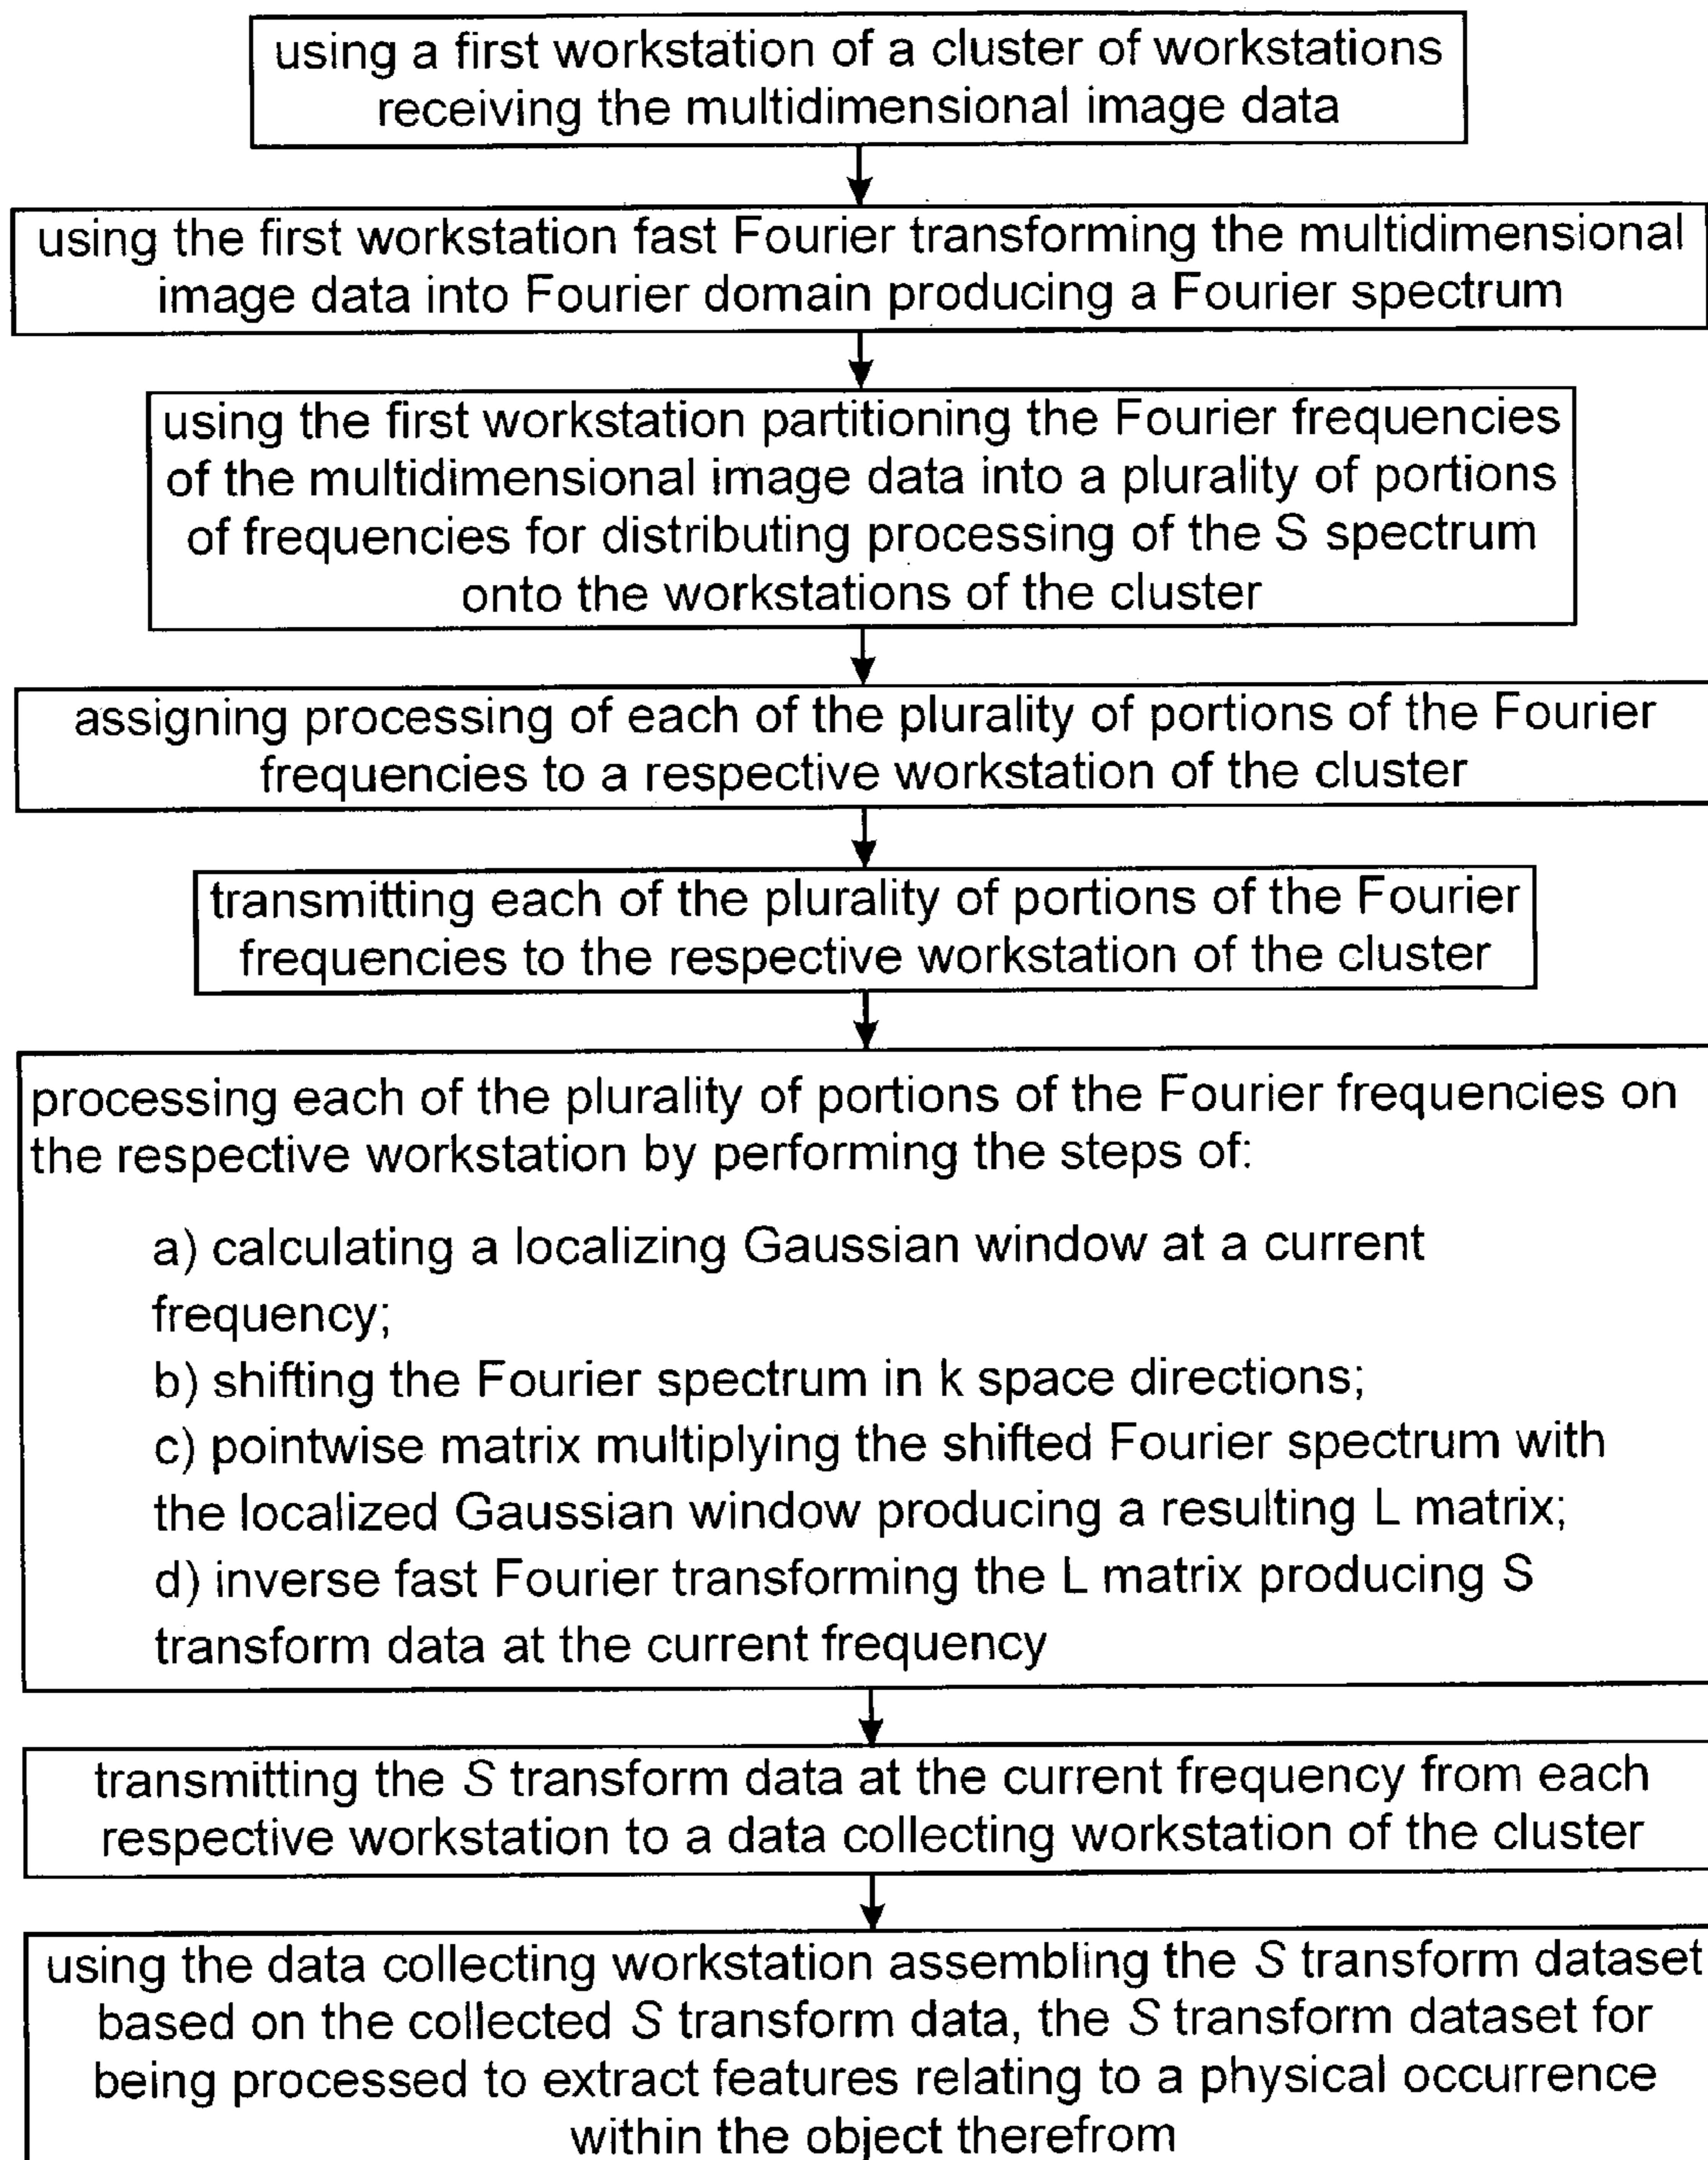 using a first workstation of a cluster of workstations
receiving the multidimensional image data
using the first workstation fast Fourier transforming the multidimensional
image data into Fourier domain producing a Fourier spectrum
using the first workstation partitioning the Fourier frequencies
of the multidimensional image data into a plurality of portions
of frequencies for distributing processing of the S spectrum
onto the workstations of the cluster
assigning processing of each of the plurality of portions of the Fourier
frequencies to a respective workstation of the cluster
transmitting each of the plurality of portions of the Fourier
frequencies to the respective workstation of the cluster
processing each of the plurality of portions of the Fourier frequencies on
the respective workstation by performing the steps of:
a) calculating a localizing Gaussian window at a current
frequency;
b) shifting the Fourier spectrum in k space directions;
c) pointwise matrix multiplying the shifted Fourier spectrum with
the localized Gaussian window producing a resulting L matrix;
d) inverse fast Fourier transforming the L matrix producing S
transform data at the current frequency
transmitting the S transform data at the current frequency from each
respective workstation to a data collecting workstation of the cluster
using the data collecting workstation assembling the S transform dataset
based on the collected S transform data, the S transform dataset for
being processed to extract features relating to a physical occurrence
within the object therefrom